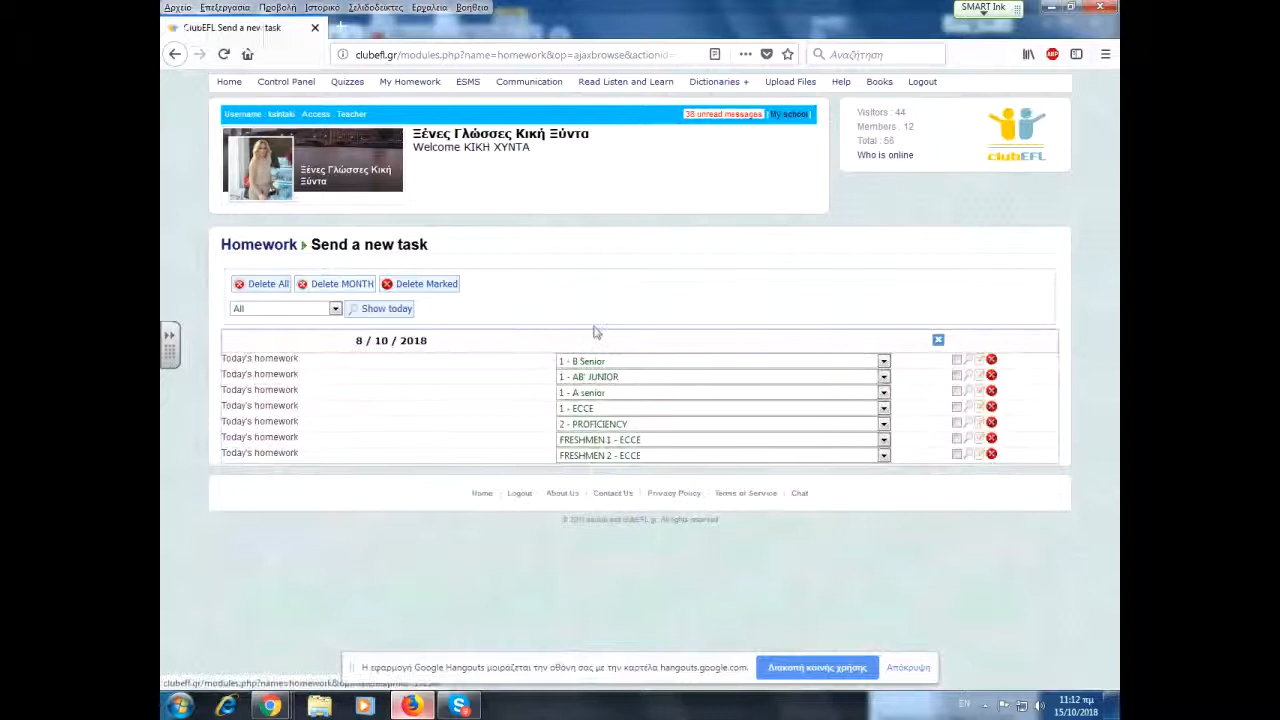 Αρχείο Επεξεργασία Προβολή Ιστορικό Σελιδοδείκτες Εργαλεία Βοήθεια
SMART Ink
ClubEFL Send a new task
clubefl.gr/modules.php?name=homework&op=ajaxbrowse&actionid=
Αναζήτηση
ABP
Home Control Panel Quizzes My Homework ESMS Communication Read Listen and Learn Dictionaries + Upload Files Help Books Logout
Username : ksintaki Access : Teacher
38 unread messages [ My school ]
Ξένες Γλώσσες Κική Ξύντα
Welcome ΚΙΚΗ ΧΥΝΤΑ
Ξένες Γλώσσες Κική
Ξύντα
Visitors : 44
Members : 12
Total : 56
Who is online
clubEFL
Homework Send a new task
Delete All Delete MONTH Delete Marked
All Show today
8 / 10 / 2018
Today's homework 1 - B Senior
Today's homework 1 - AB' JUNIOR
Today's homework 1 - A senior
Today's homework 1 - ECCE
Today's homework 2 - PROFICIENCY
Today's homework FRESHMEN 1 - ECCE
Today's homework FRESHMEN 2 - ECCE
Home Logout About Us Contact Us Privacy Policy Terms of Service Chat
All rights reserved
Η εφαρμογή Google Hangouts μοιράζεται την οθόνη σας με την καρτέλα hangouts.google.com.
Διακοπή κοινής χρήσης
Απόκρυψη
EN
11:12 πμ
15/10/2018